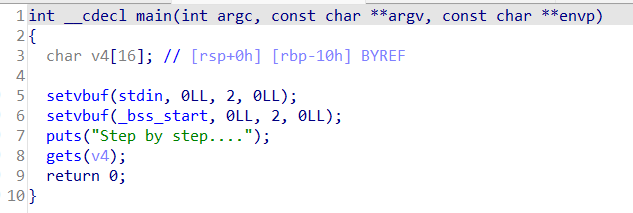 1 int __cdecl main(int argc, const char **argv, const char **envp)
2 {
3   char v4[16]; // [rsp+0h] [rbp-10h] BYREF
4
5   setvbuf(stdin, 0LL, 2, 0LL);
6   setvbuf(_bss_start, 0LL, 2, 0LL);
7   puts("Step by step....");
8   gets(v4);
9   return 0;
10 }